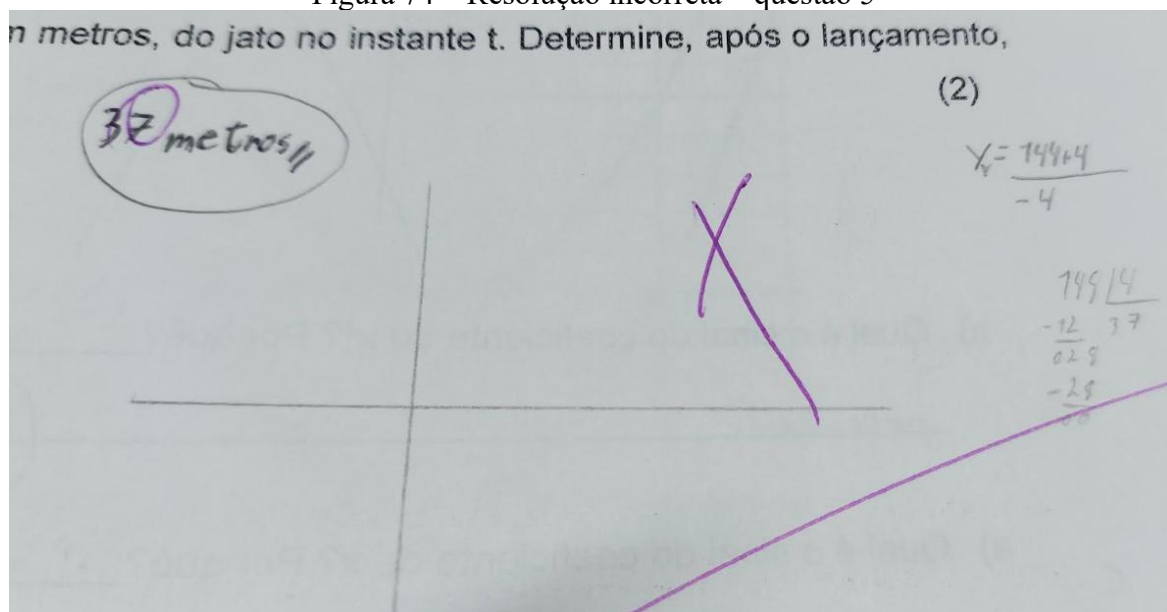 Figura 74 – Resolução incorreta – questão 5
n metros, do jato no instante t. Determine, após o lançamento,
(2)
37 metros
Yv = 144+4
-4
148 4
-12 37
028
-28
00